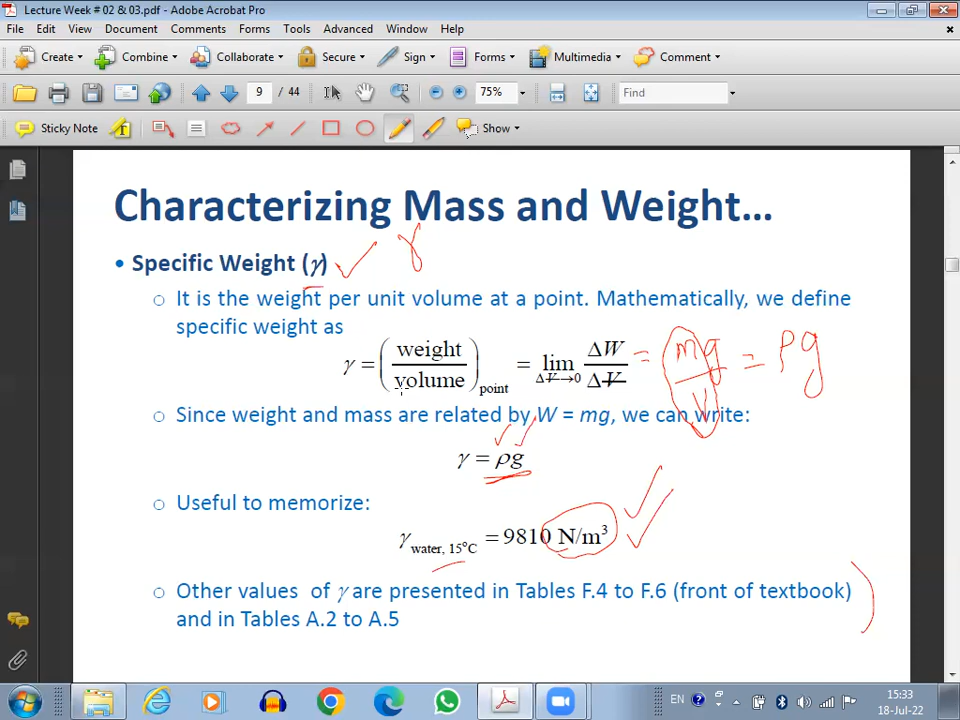 Lecture Week # 02 & 03.pdf - Adobe Acrobat Pro
File Edit View Document Comments Forms Tools Advanced Window Help
Create Combine Collaborate Secure Sign Forms Multimedia Comment
9 / 44 75% Find
Sticky Note T Show
Characterizing Mass and Weight...
γ
• Specific Weight (γ)
It is the weight per unit volume at a point. Mathematically, we define
specific weight as
γ = (weight/volume)point = lim ΔV→0 ΔW/ΔV = mg/V = ρg
Since weight and mass are related by W = mg, we can write:
γ = ρg
Useful to memorize:
γwater, 15°C = 9810 N/m³
Other values of γ are presented in Tables F.4 to F.6 (front of textbook)
and in Tables A.2 to A.5
EN 15:33
18-Jul-22